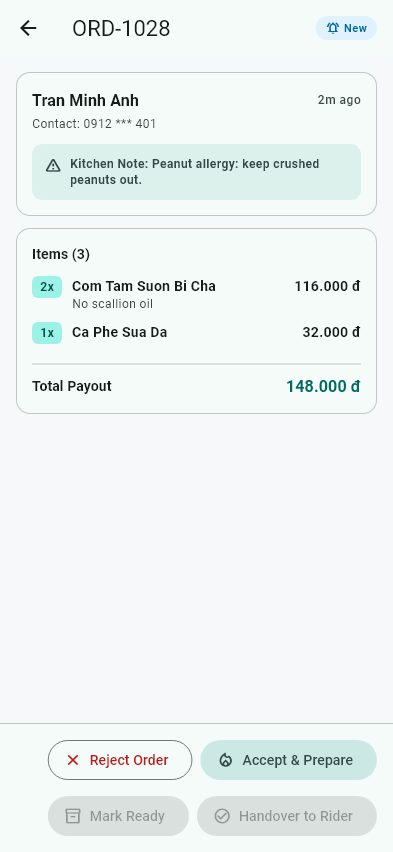 ORD-1028
New
Tran Minh Anh
2m ago
Contact: 0912 *** 401
Kitchen Note: Peanut allergy: keep crushed
peanuts out.
Items (3)
2x Com Tam Suon Bi Cha 116.000 đ
No scallion oil
1x Ca Phe Sua Da 32.000 đ
Total Payout 148.000 đ
Reject Order
Accept & Prepare
Mark Ready
Handover to Rider